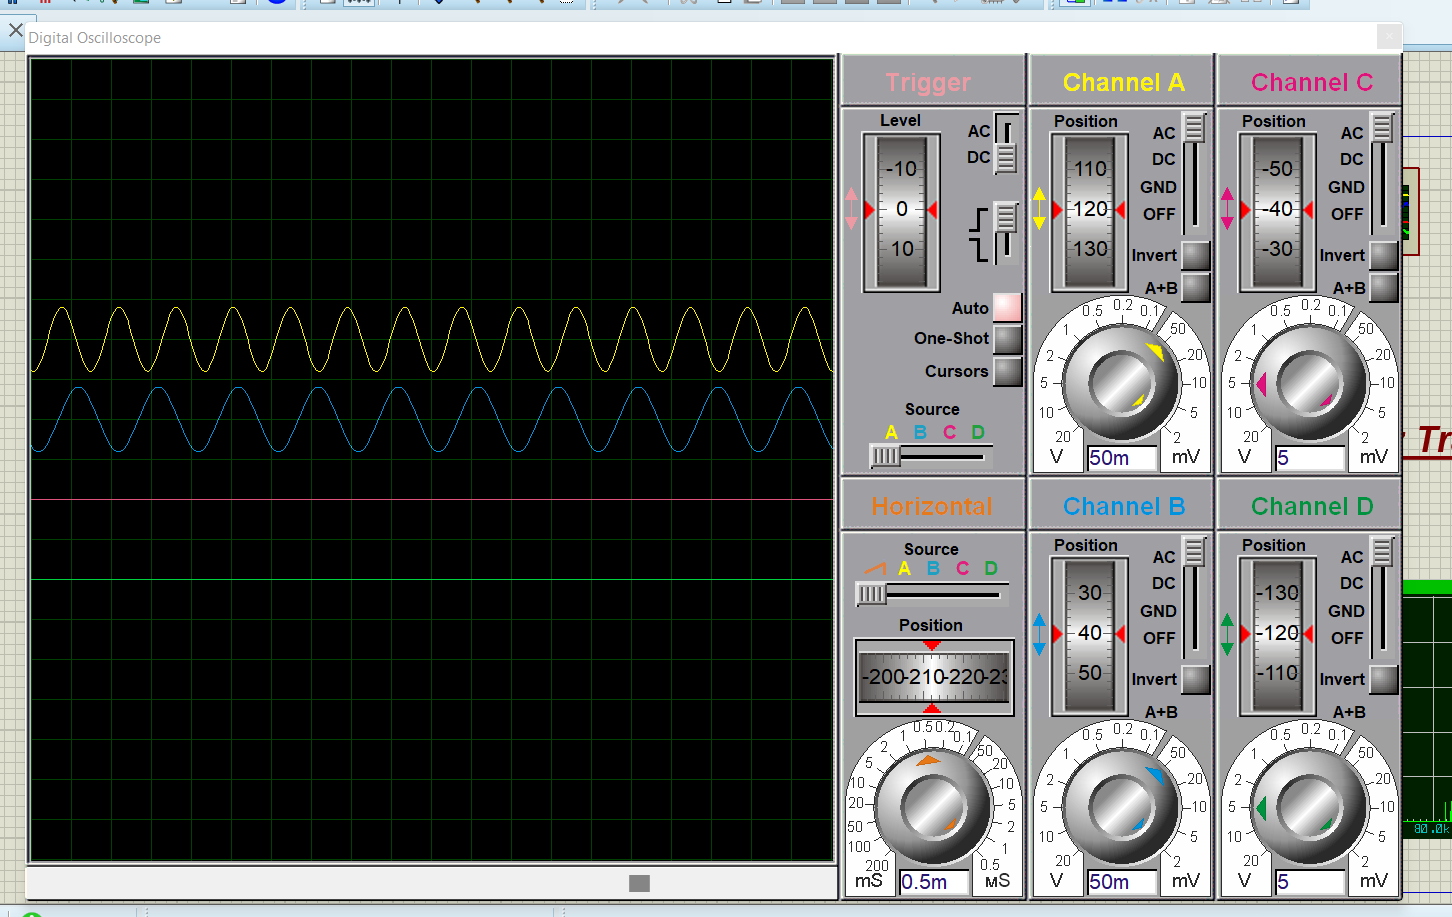 Digital Oscilloscope
Trigger
Level
AC
DC
-10
0
10
Auto
One-Shot
Cursors
Source
A B C D
Channel A
Position
AC
DC
GND
OFF
110
120
130
Invert
A+B
0.2
0.5 0.1
1 50
2 20
5 10
10 5
20 2
V 50m mV
Channel C
Position
AC
DC
GND
OFF
-50
-40
-30
Invert
A+B
0.2
0.5 0.1
1 50
2 20
5 10
10 5
20 2
V 5 mV
Horizontal
Source
A B C D
Position
-200 -210 -220 -23
0.5 0.2
1 0.1
2 50
5 20
10 10
20 5
50 2
100 1
200 0.5
mS 0.5m мS
Channel B
Position
AC
DC
GND
OFF
30
40
50
Invert
A+B
0.2
0.5 0.1
1 50
2 20
5 10
10 5
20 2
V 50m mV
Channel D
Position
AC
DC
GND
OFF
-130
-120
-110
Invert
A+B
0.2
0.5 0.1
1 50
2 20
5 10
10 5
20 2
V 5 mV
Tr
80.0k